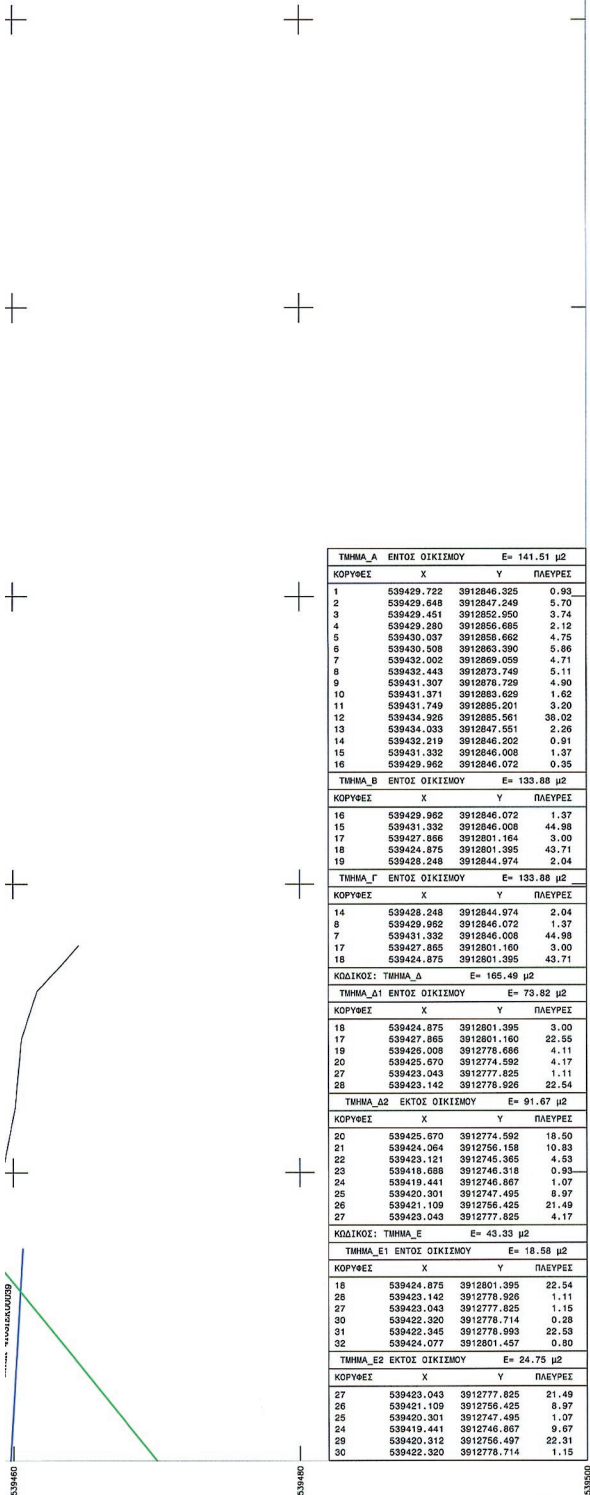 ΤΜΗΜΑ_Α ΕΝΤΟΣ ΟΙΚΙΣΜΟΥ Ε= 141.51 μ2
ΚΟΡΥΦΕΣ Χ Υ ΠΛΕΥΡΕΣ
1 539429.722 3912846.325 0.93
2 539429.648 3912847.249 5.70
3 539429.451 3912852.950 3.74
4 539429.280 3912856.685 2.12
5 539430.037 3912858.662 4.75
6 539430.508 3912863.390 5.86
7 539432.002 3912869.059 4.71
8 539432.443 3912873.749 5.11
9 539431.307 3912878.729 4.90
10 539431.371 3912883.629 1.62
11 539431.749 3912885.201 3.20
12 539434.926 3912885.561 38.02
13 539434.033 3912847.551 2.26
14 539432.219 3912846.202 0.91
15 539431.332 3912846.008 1.37
16 539429.962 3912846.072 0.35
ΤΜΗΜΑ_Β ΕΝΤΟΣ ΟΙΚΙΣΜΟΥ Ε= 133.88 μ2
ΚΟΡΥΦΕΣ Χ Υ ΠΛΕΥΡΕΣ
16 539429.962 3912846.072 1.37
15 539431.332 3912846.008 44.98
17 539427.866 3912801.164 3.00
18 539424.875 3912801.395 43.71
19 539428.248 3912844.974 2.04
ΤΜΗΜΑ_Γ ΕΝΤΟΣ ΟΙΚΙΣΜΟΥ Ε= 133.88 μ2
ΚΟΡΥΦΕΣ Χ Υ ΠΛΕΥΡΕΣ
14 539428.248 3912844.974 2.04
8 539429.962 3912846.072 1.37
7 539431.332 3912846.008 44.98
17 539427.865 3912801.160 3.00
18 539424.875 3912801.395 43.71
ΚΩΔΙΚΟΣ: ΤΜΗΜΑ_Δ Ε= 165.49 μ2
ΤΜΗΜΑ_Δ1 ΕΝΤΟΣ ΟΙΚΙΣΜΟΥ Ε= 73.82 μ2
ΚΟΡΥΦΕΣ Χ Υ ΠΛΕΥΡΕΣ
18 539424.875 3912801.395 3.00
17 539427.865 3912801.160 22.55
19 539426.008 3912778.686 4.11
20 539425.670 3912774.592 4.17
27 539423.043 3912777.825 1.11
28 539423.142 3912778.926 22.54
ΤΜΗΜΑ_Δ2 ΕΚΤΟΣ ΟΙΚΙΣΜΟΥ Ε= 91.67 μ2
ΚΟΡΥΦΕΣ Χ Υ ΠΛΕΥΡΕΣ
20 539425.670 3912774.592 18.50
21 539424.064 3912756.158 10.83
22 539423.121 3912745.365 4.53
23 539418.688 3912746.318 0.93
24 539419.441 3912746.867 1.07
25 539420.301 3912747.495 8.97
26 539421.109 3912756.425 21.49
27 539423.043 3912777.825 4.17
ΚΩΔΙΚΟΣ: ΤΜΗΜΑ_Ε Ε= 43.33 μ2
ΤΜΗΜΑ_Ε1 ΕΝΤΟΣ ΟΙΚΙΣΜΟΥ Ε= 18.58 μ2
ΚΟΡΥΦΕΣ Χ Υ ΠΛΕΥΡΕΣ
18 539424.875 3912801.395 22.54
28 539423.142 3912778.926 1.11
27 539423.043 3912777.825 1.15
30 539422.320 3912778.714 0.28
31 539422.345 3912778.993 22.53
32 539424.077 3912801.457 0.80
ΤΜΗΜΑ_Ε2 ΕΚΤΟΣ ΟΙΚΙΣΜΟΥ Ε= 24.75 μ2
ΚΟΡΥΦΕΣ Χ Υ ΠΛΕΥΡΕΣ
27 539423.043 3912777.825 21.49
26 539421.109 3912756.425 8.97
25 539420.301 3912747.495 1.07
24 539419.441 3912746.867 9.67
29 539420.312 3912756.497 22.31
30 539422.320 3912778.714 1.15
539460
539480
539500